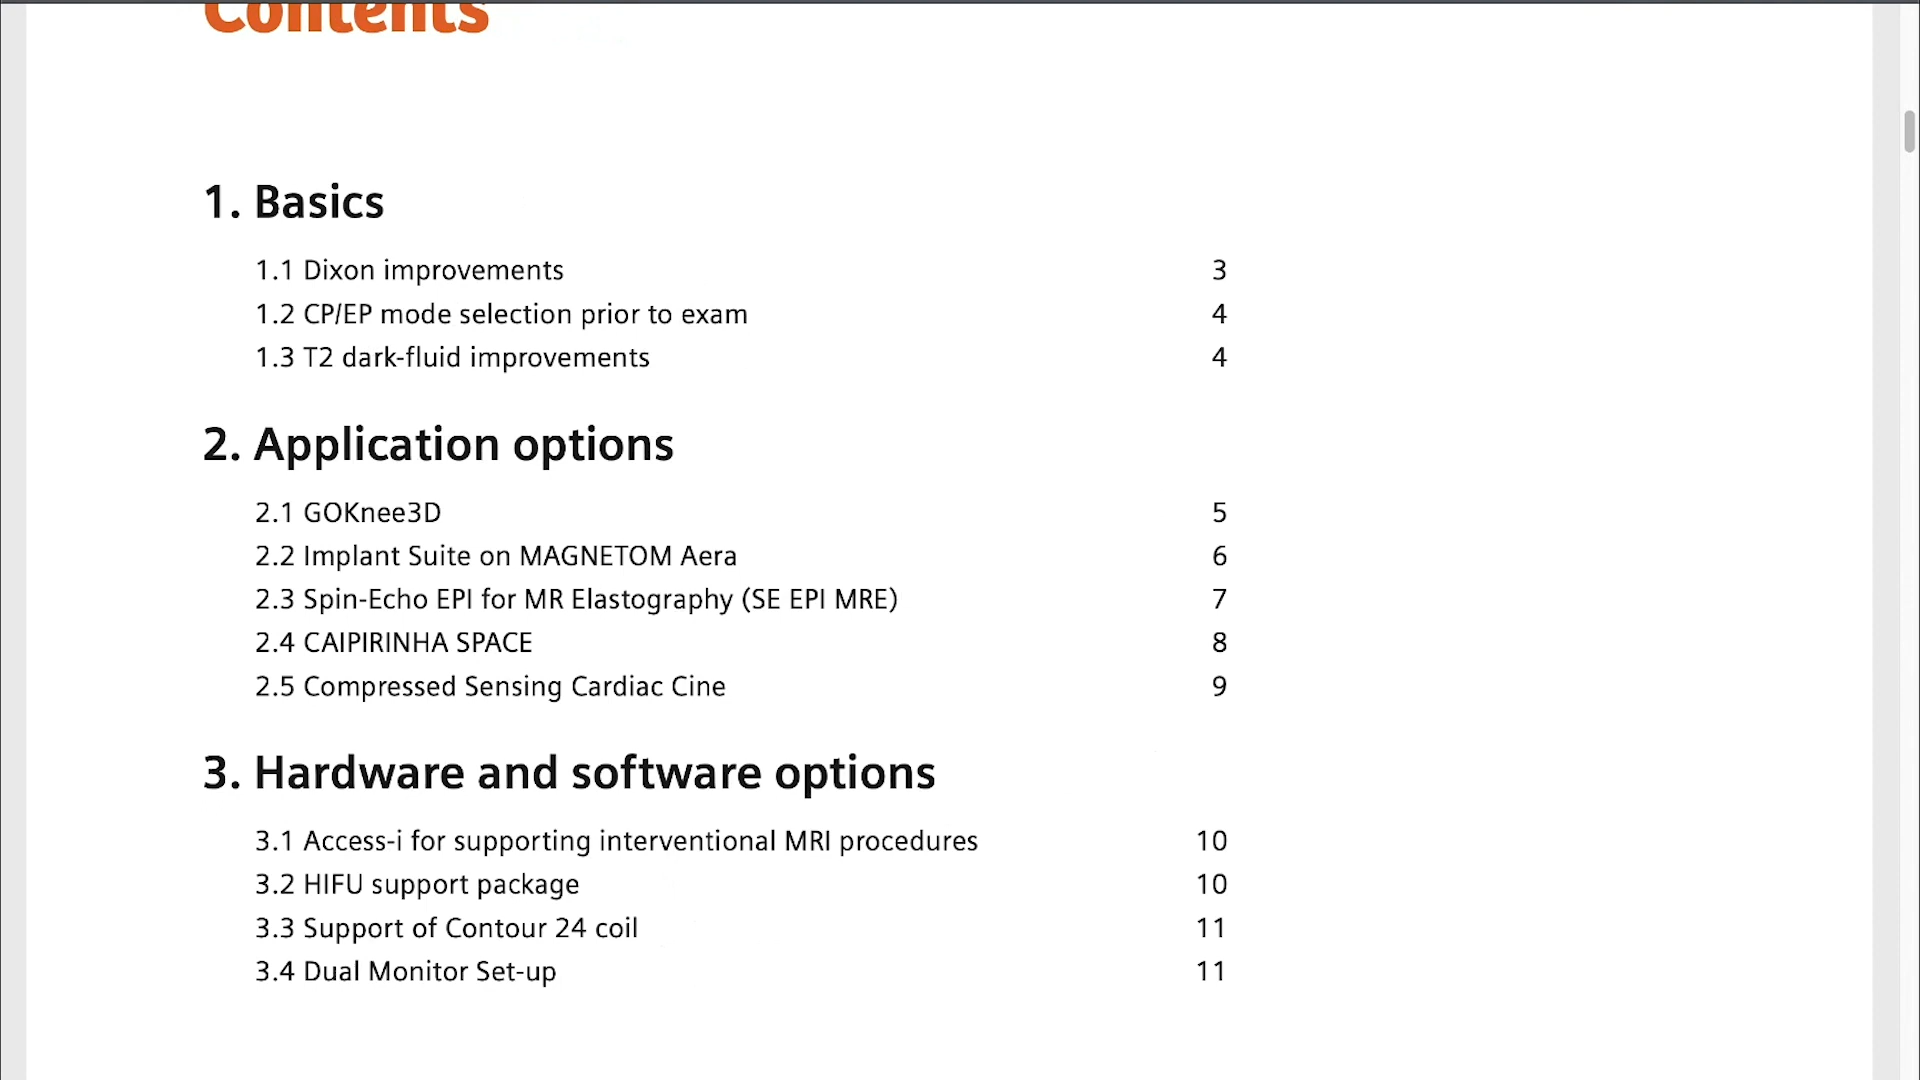 Contents
1. Basics
1.1 Dixon improvements 3
1.2 CP/EP mode selection prior to exam 4
1.3 T2 dark-fluid improvements 4
2. Application options
2.1 GOKnee3D 5
2.2 Implant Suite on MAGNETOM Aera 6
2.3 Spin-Echo EPI for MR Elastography (SE EPI MRE) 7
2.4 CAIPIRINHA SPACE 8
2.5 Compressed Sensing Cardiac Cine 9
3. Hardware and software options
3.1 Access-i for supporting interventional MRI procedures 10
3.2 HIFU support package 10
3.3 Support of Contour 24 coil 11
3.4 Dual Monitor Set-up 11